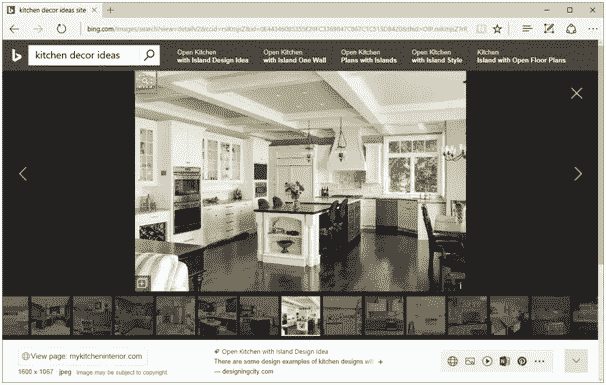 kitchen decor ideas site
bing.com/images/search?view=detailv2&ccid=
kitchen decor ideas
Open Kitchen
with Island Design Idea
Open Kitchen
with Island One Wall
Open Kitchen
Plans with Islands
Open Kitchen
with Island Style
Kitchen
Island with Open Floor Plans
View page: mykitcheninterior.com
1600 x 1067 jpeg Image may be subject to copyright
Open Kitchen with Island Design Idea
There are some design examples of kitchen designs
— designingcity.com